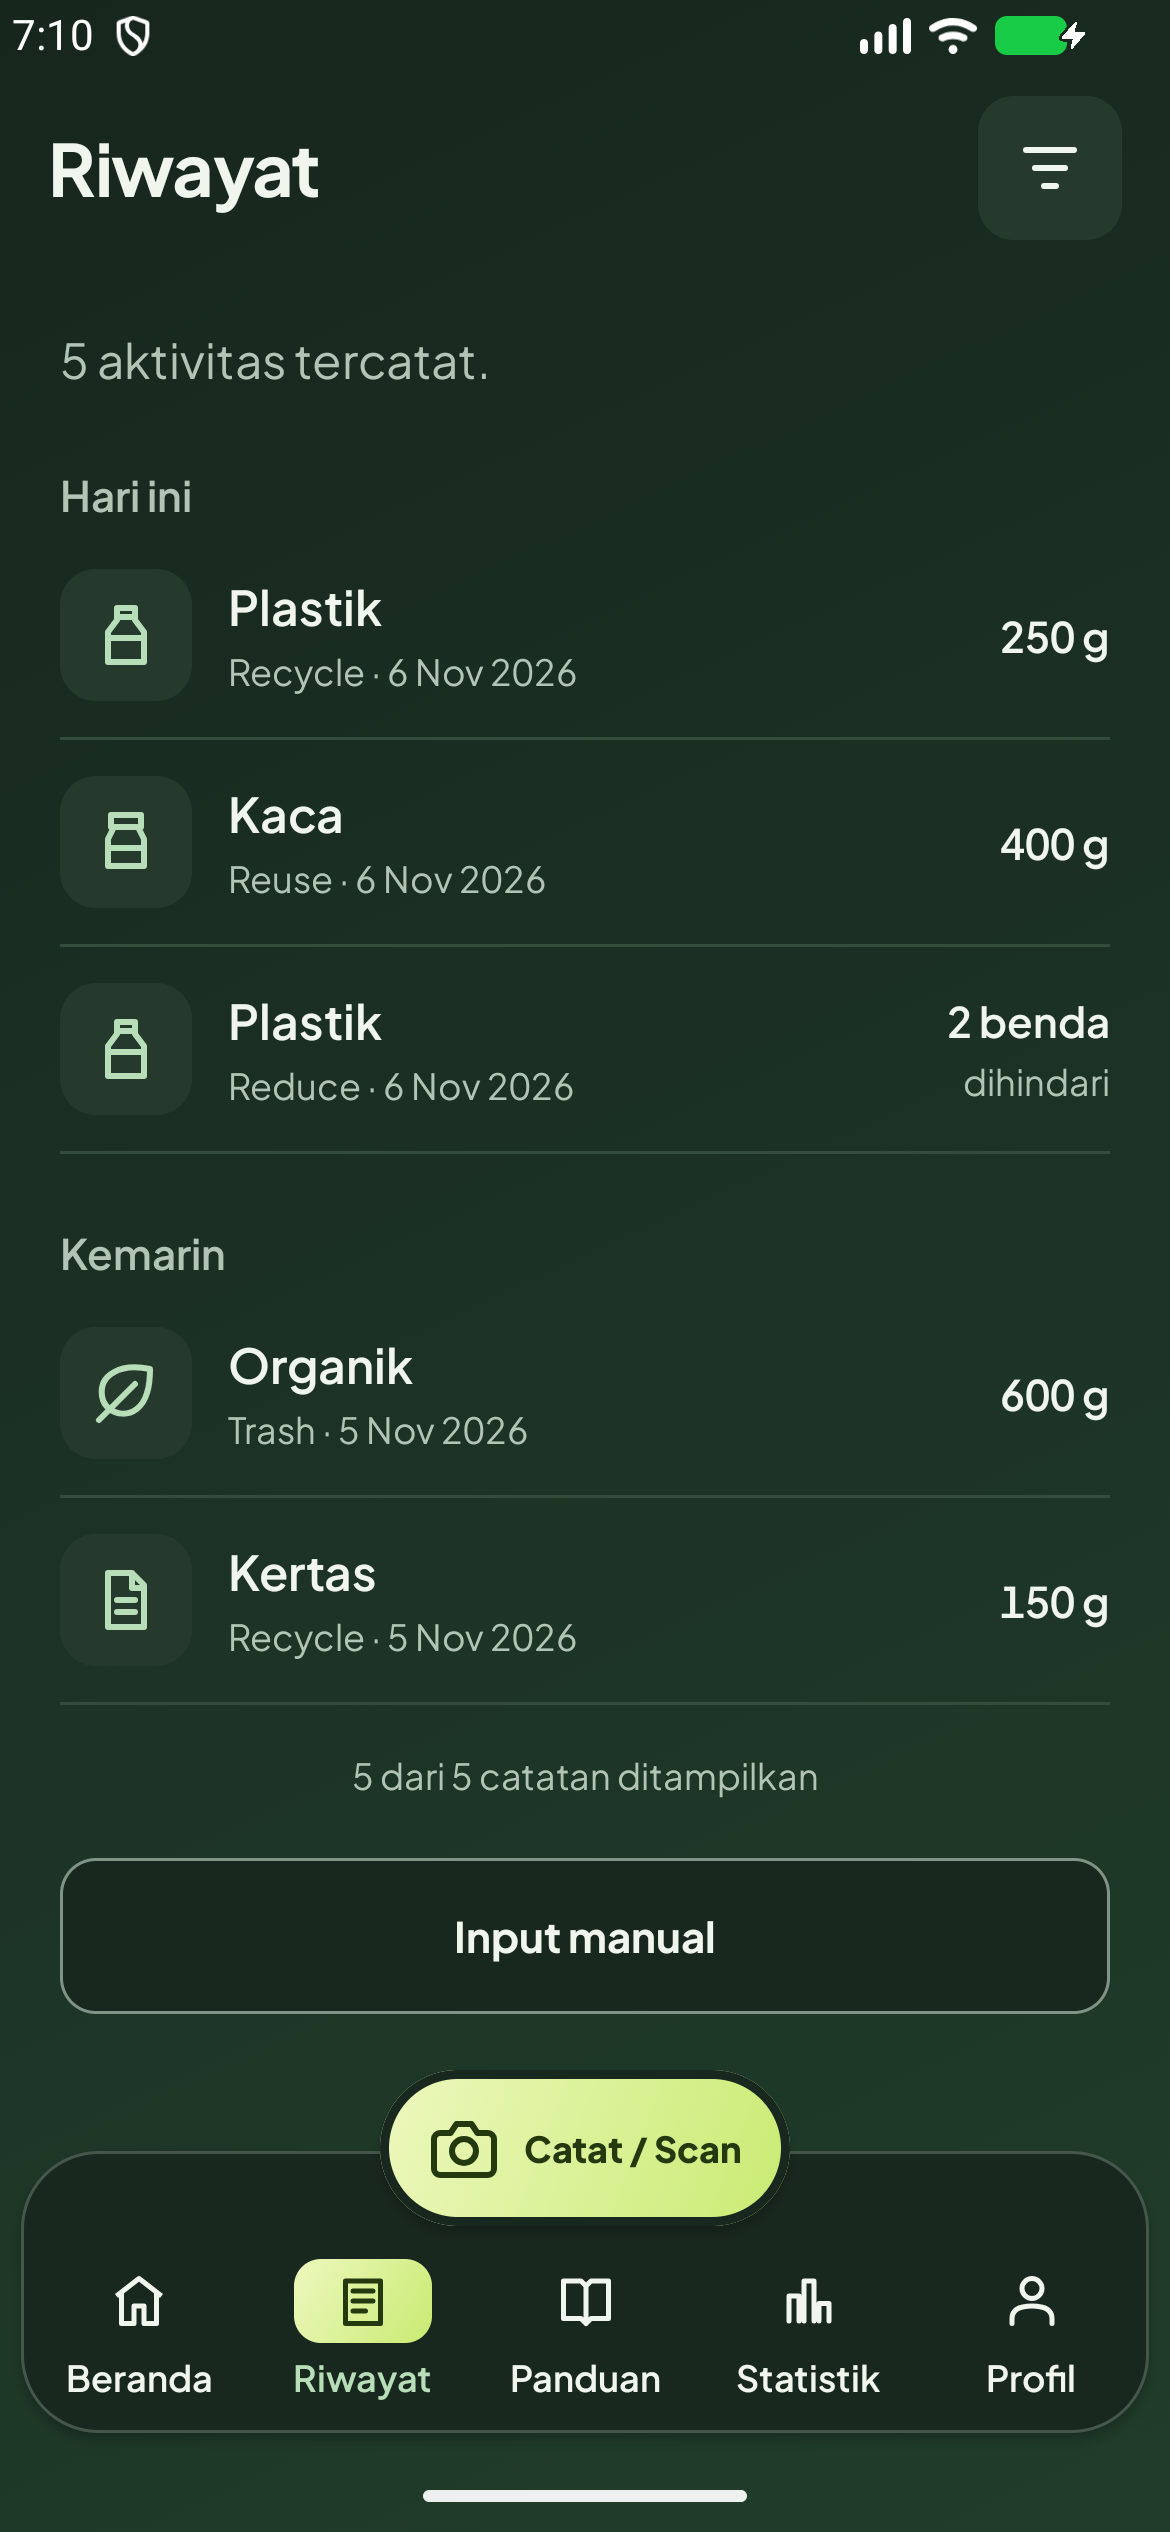 7:10
Riwayat
5 aktivitas tercatat.
Hari ini
Plastik
Recycle · 6 Nov 2026
250 g
Kaca
Reuse · 6 Nov 2026
400 g
Plastik
Reduce · 6 Nov 2026
2 benda
dihindari
Kemarin
Organik
Trash · 5 Nov 2026
600 g
Kertas
Recycle · 5 Nov 2026
150 g
5 dari 5 catatan ditampilkan
Input manual
Catat / Scan
Beranda
Riwayat
Panduan
Statistik
Profil